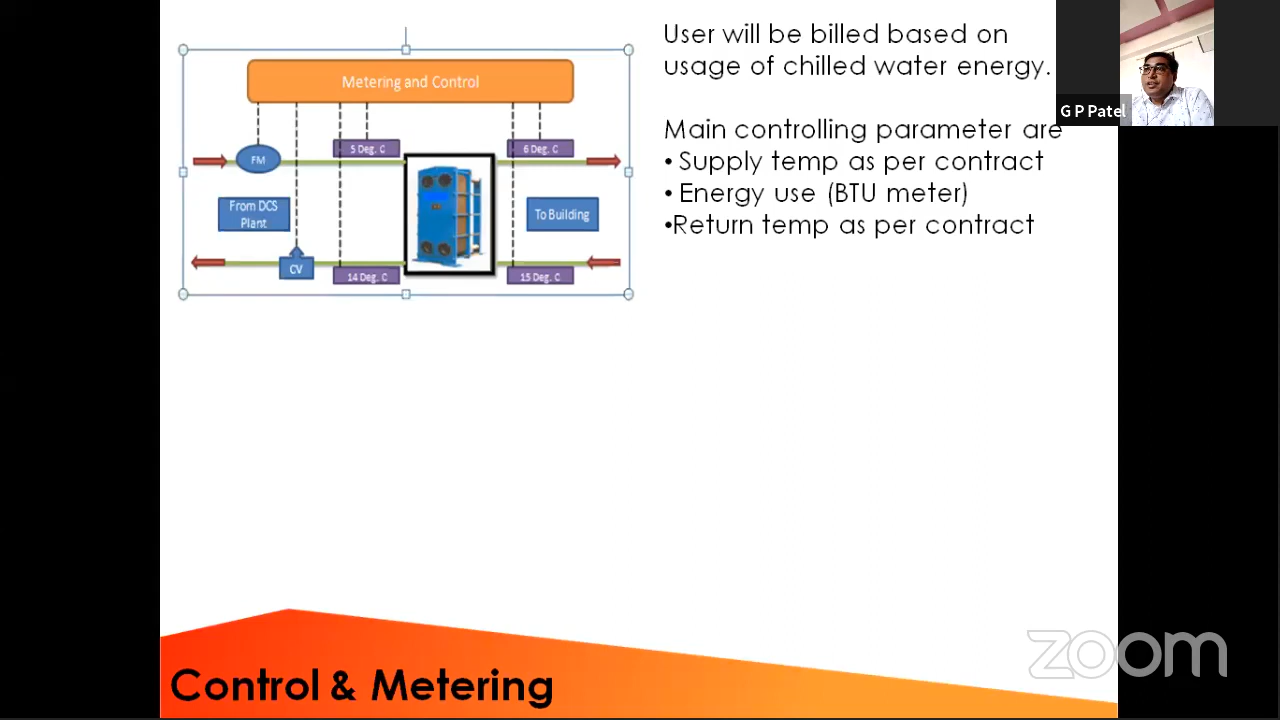 Metering and Control
FM
5 Deg. C
6 Deg. C
From DCS
Plant
To Building
CV
14 Deg. C
15 Deg. C
User will be billed based on
usage of chilled water energy.
Main controlling parameter are
• Supply temp as per contract
• Energy use (BTU meter)
•Return temp as per contract
G P Patel
Control & Metering
zoom